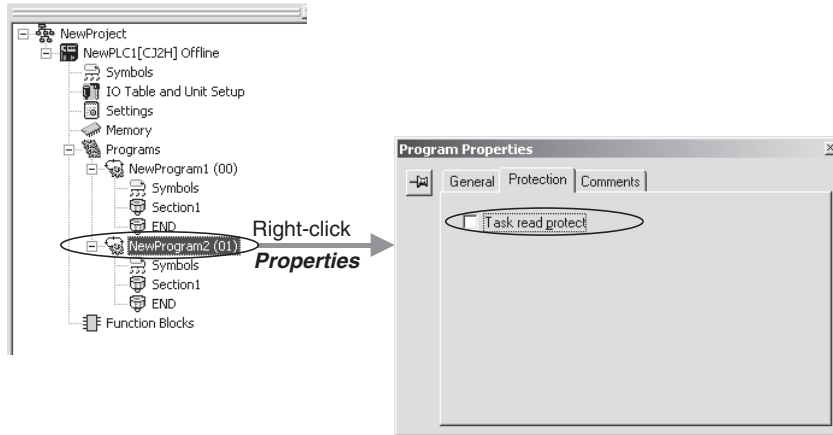 NewProject
NewPLC1[CJ2H] Offline
Symbols
IO Table and Unit Setup
Settings
Memory
Programs
NewProgram1 (00)
Symbols
Section1
END
NewProgram2 (01)
Symbols
Section1
END
Function Blocks
Right-click
Properties
Program Properties
General Protection Comments
Task read protect